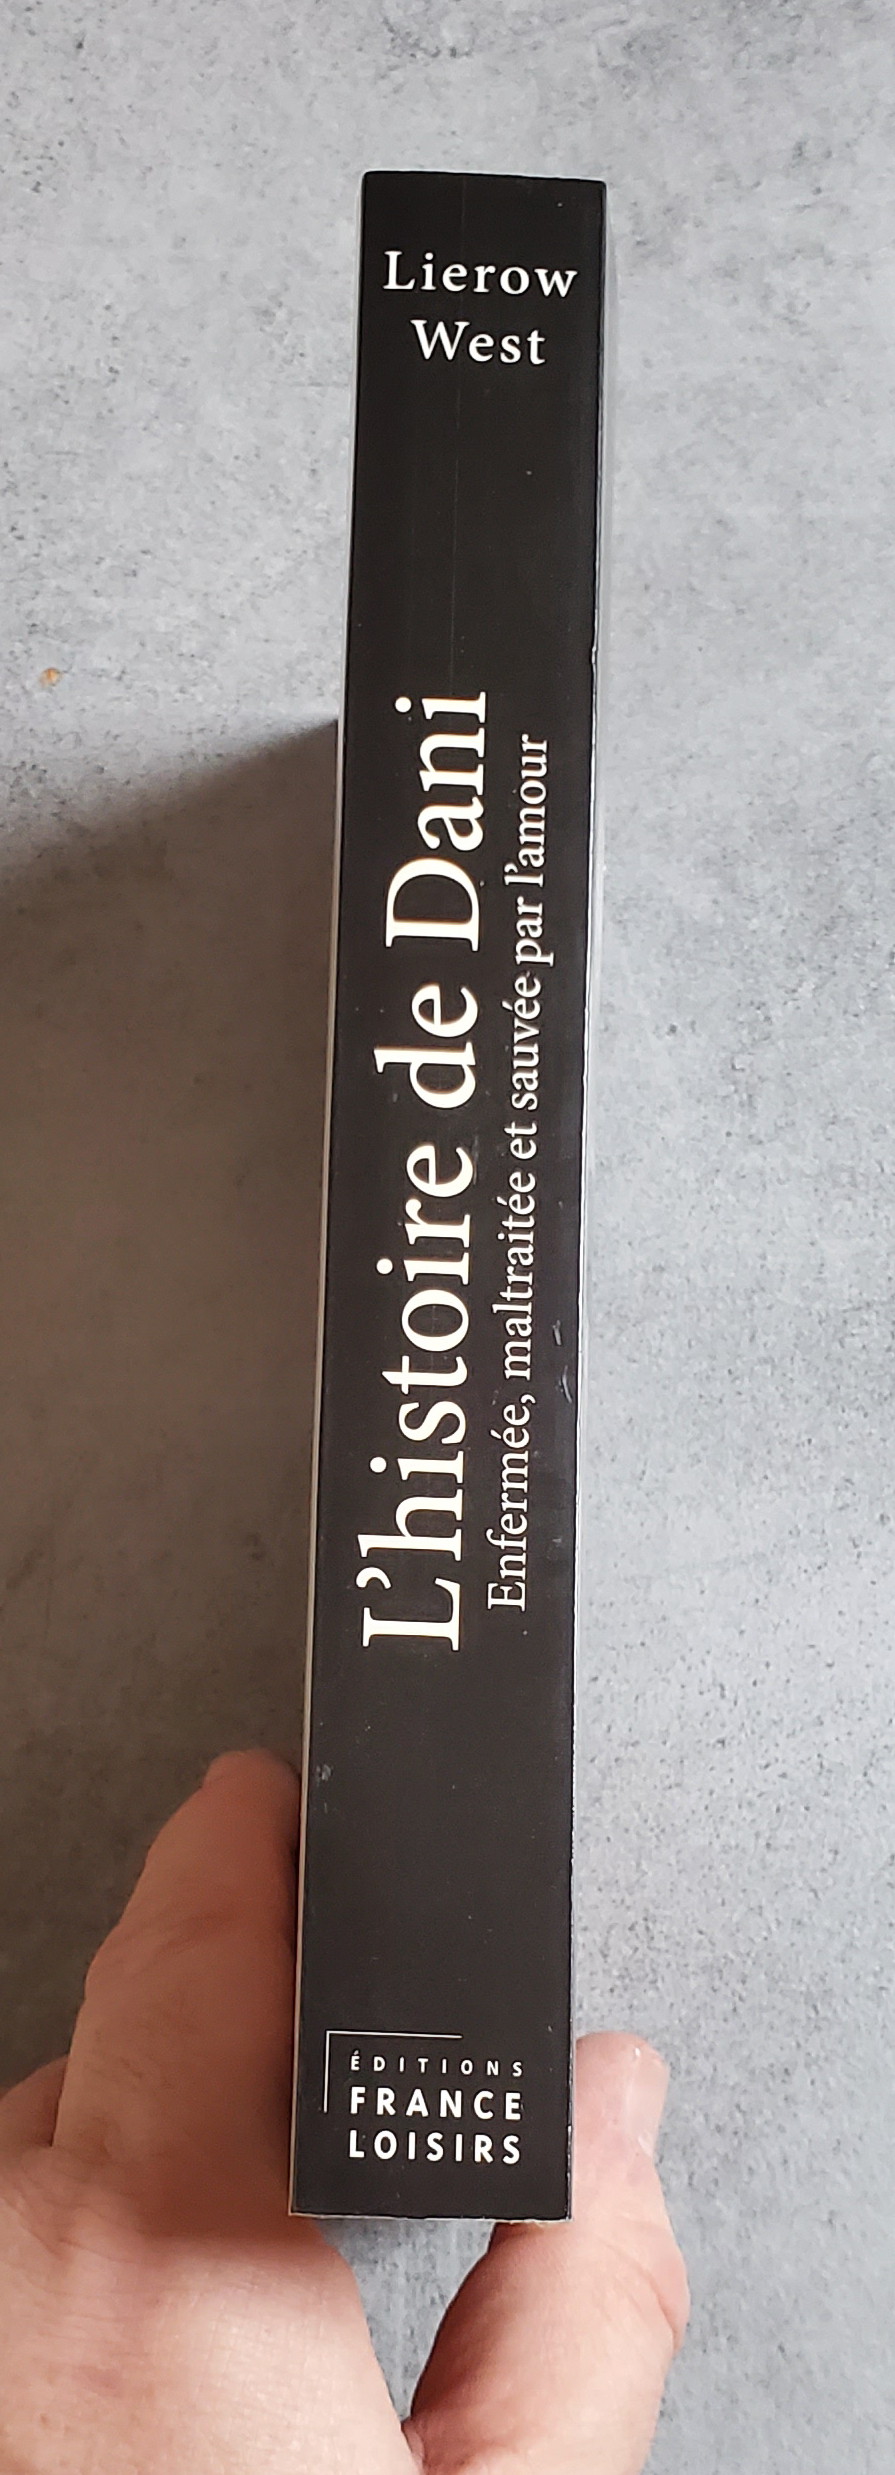 Lierow
West
L'histoire de Dani
Enfermée, maltraitée et sauvée par l'amour
ÉDITIONS
FRANCE
LOISIRS